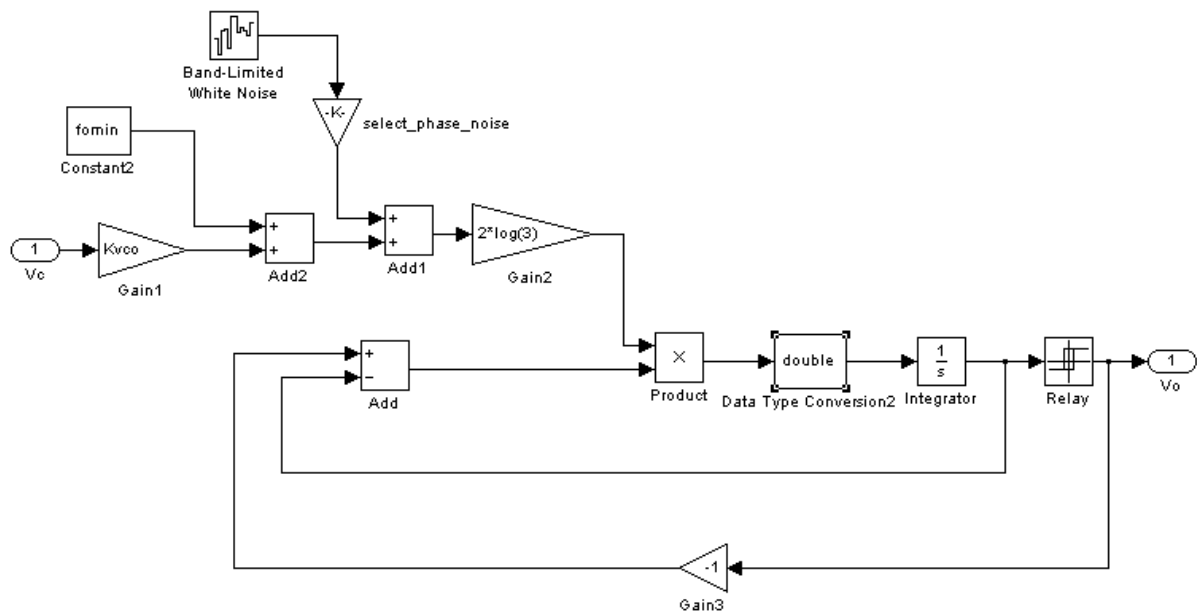 Band-Limited
White Noise
-K-
select_phase_noise
fomin
Constant2
1
Vc
Kvco
Gain1
+
+
Add2
+
+
Add1
2*log(3)
Gain2
+
−
Add
×
Product
double
Data Type Conversion2
1
s
Integrator
Relay
1
Vo
-1
Gain3